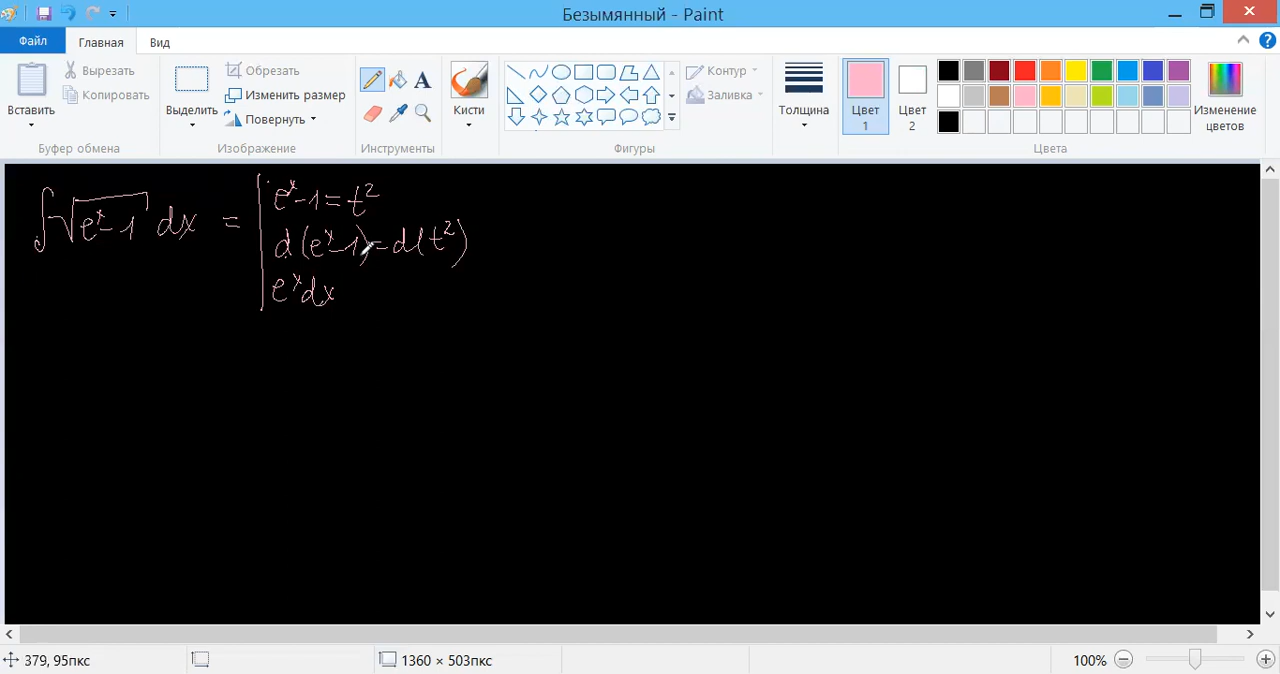 Безымянный - Paint
Файл
Главная
Вид
Вставить
Вырезать
Копировать
Буфер обмена
Выделить
Обрезать
Изменить размер
Повернуть
Изображение
A
Инструменты
Кисти
Контур
Заливка
Фигуры
Толщина
Цвет 1
Цвет 2
Изменение цветов
Цвета
∫√(eˣ-1) dx = | eˣ-1=t²
d(eˣ-1)=d(t²)
eˣdx
379, 95пкс
1360 × 503пкс
100%